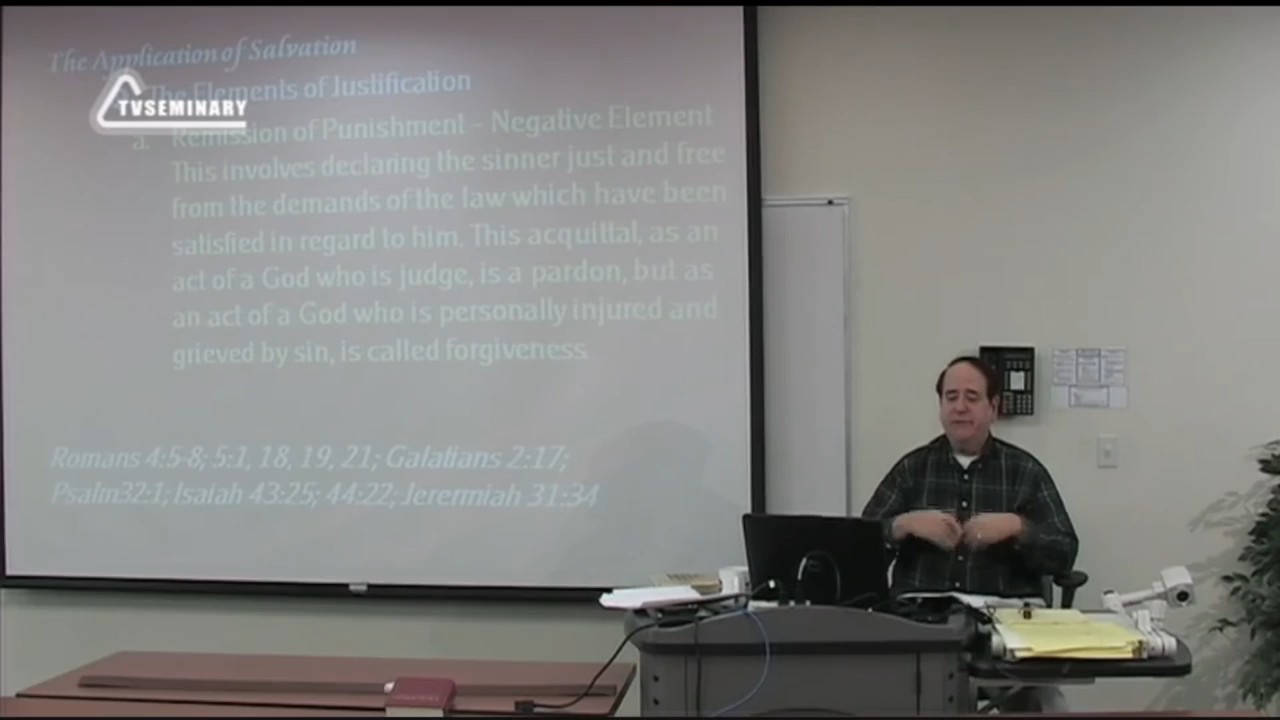 The Application of Salvation
The Elements of Justification
TVSEMINARY
a. Remission of Punishment – Negative Element
This involves declaring the sinner just and free
from the demands of the law which have been
satisfied in regard to him. This acquittal, as an
act of a God who is judge, is a pardon, but as
an act of a God who is personally injured and
grieved by sin, is called forgiveness.
Romans 4:5-8; 5:1, 18, 19, 21; Galatians 2:17;
Psalm32:1; Isaiah 43:25; 44:22; Jerermiah 31:34